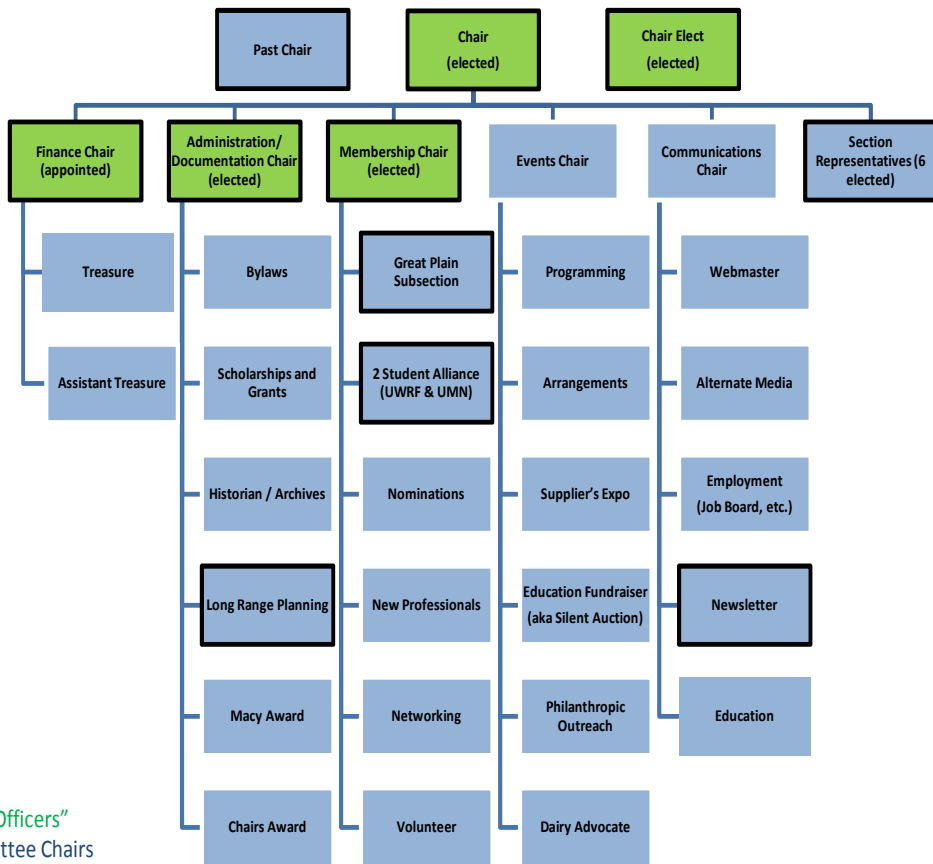 Past Chair
Chair
(elected)
Chair Elect
(elected)
Finance Chair
(appointed)
Administration/
Documentation Chair
(elected)
Membership Chair
(elected)
Events Chair
Communications
Chair
Section
Representatives (6
elected)
Treasure
Bylaws
Great Plain
Subsection
Programming
Webmaster
Assistant Treasure
Scholarships and
Grants
2 Student Alliance
(UWRF & UMN)
Arrangements
Alternate Media
Historian / Archives
Nominations
Supplier's Expo
Employment
(Job Board, etc.)
Long Range Planning
New Professionals
Education Fundraiser
(aka Silent Auction)
Newsletter
Macy Award
Networking
Philanthropic
Outreach
Education
Chairs Award
Volunteer
Dairy Advocate
Officers”
ttee Chairs